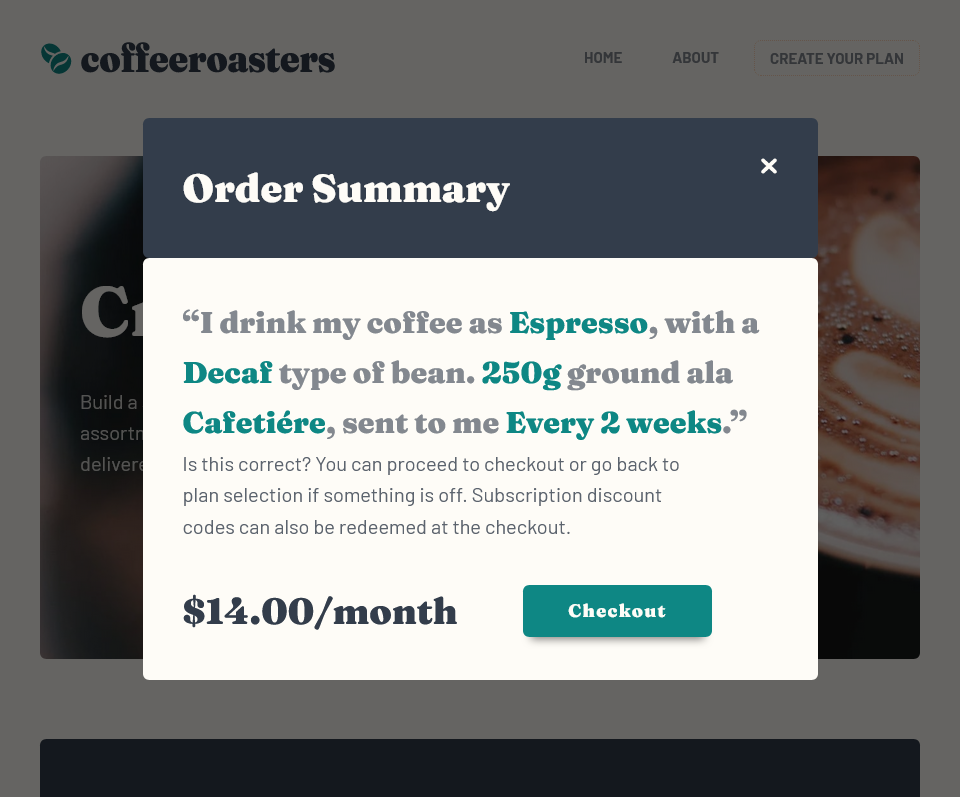 coffeeroasters
HOME ABOUT CREATE YOUR PLAN
Order Summary
“I drink my coffee as Espresso, with a
Decaf type of bean. 250g ground ala
Cafetiére, sent to me Every 2 weeks.”
Is this correct? You can proceed to checkout or go back to
plan selection if something is off. Subscription discount
codes can also be redeemed at the checkout.
$14.00/month
Checkout
Build a